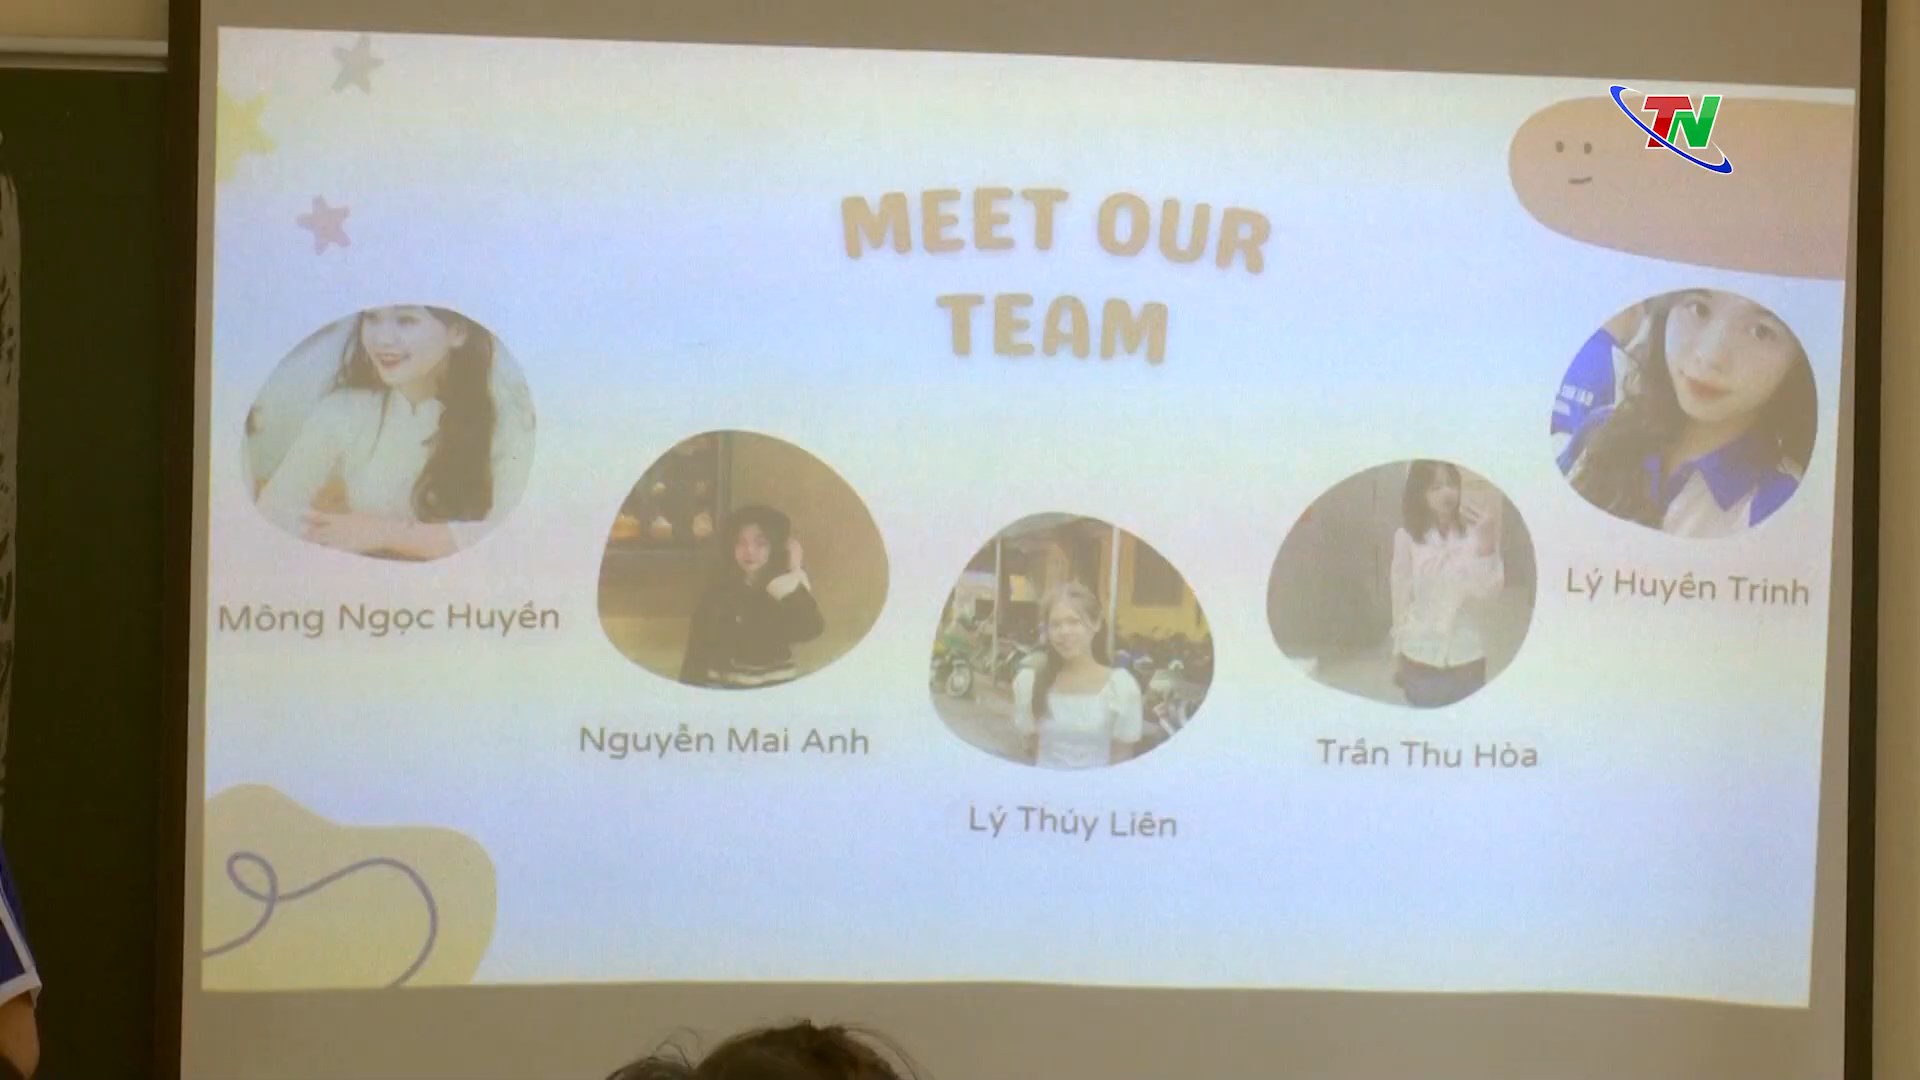 TN
MEET OUR
TEAM
Mông Ngọc Huyền
Nguyễn Mai Anh
Lý Thúy Liên
Trần Thu Hòa
Lý Huyền Trinh